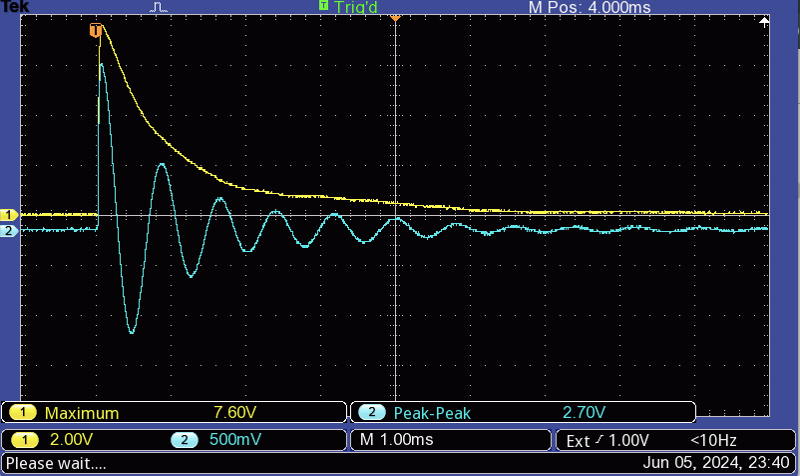 Tek T Trig'd M Pos: 4.000ms
T
1
2
1 Maximum 7.60V 2 Peak-Peak 2.70V
1 2.00V 2 500mV M 1.00ms Ext 1.00V <10Hz
Please wait.... Jun 05, 2024, 23:40